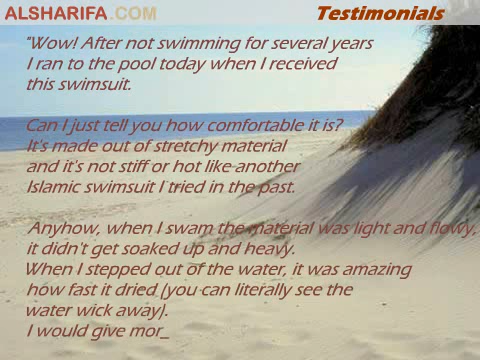 ALSHARIFA.COM
Testimonials
"Wow! After not swimming for several years
I ran to the pool today when I received
this swimsuit.
Can I just tell you how comfortable it is?
It's made out of stretchy material
and it's not stiff or hot like another
Islamic swimsuit I tried in the past.
Anyhow, when I swam the material was light and flowy,
it didn't get soaked up and heavy.
When I stepped out of the water, it was amazing
how fast it dried (you can literally see the
water wick away).
I would give mor_